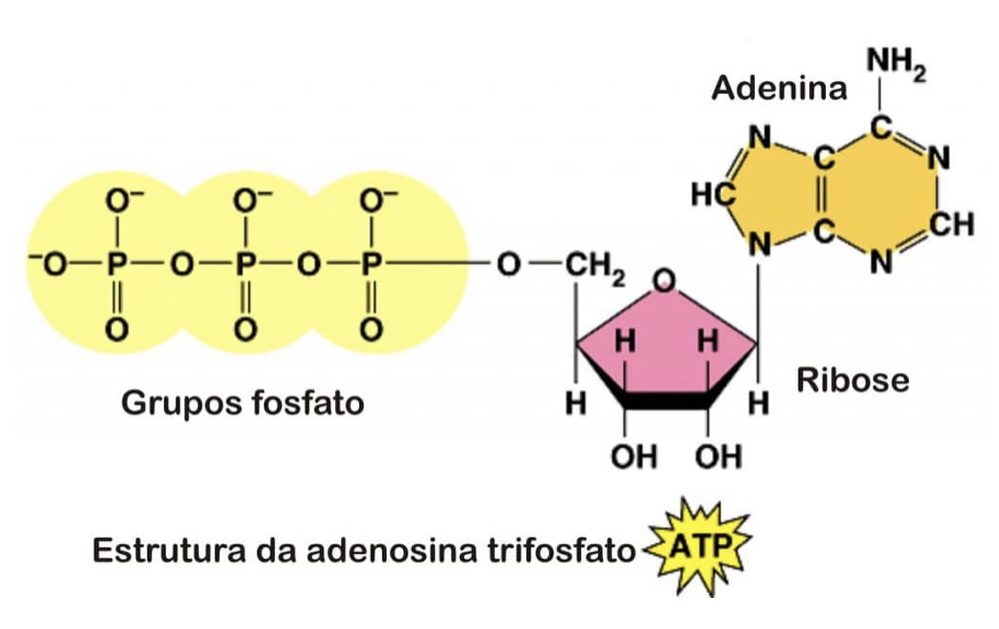 NH₂
Adenina
N C C N
HC CH
N C N
O⁻ O⁻ O⁻
⁻O—P—O—P—O—P—O—CH₂ O
O O O
H H
Grupos fosfato
H H
Ribose
OH OH
Estrutura da adenosina trifosfato ATP